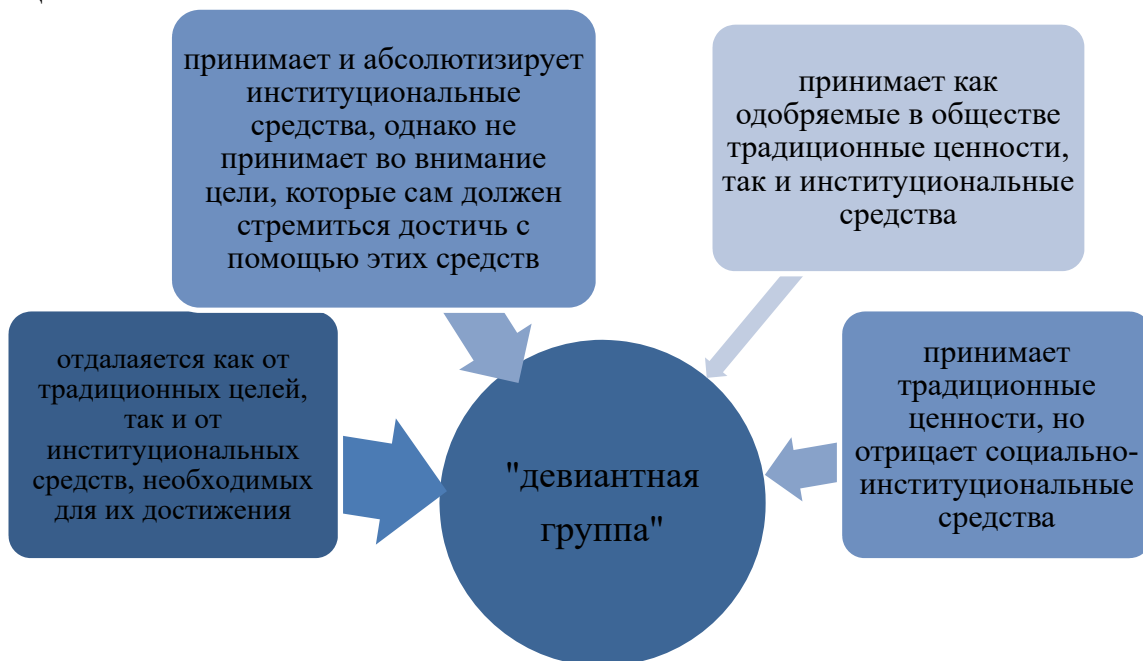 принимает и абсолютизирует
институциональные
средства, однако не
принимает во внимание
цели, которые сам должен
стремиться достичь с
помощью этих средств
принимает как
одобряемые в обществе
традиционные ценности,
так и институциональные
средства
отдалаяется как от
традиционных целей,
так и от
институциональных
средств, необходимых
для их достижения
"девиантная
группа"
принимает
традиционные
ценности, но
отрицает социально-
институциональные
средства